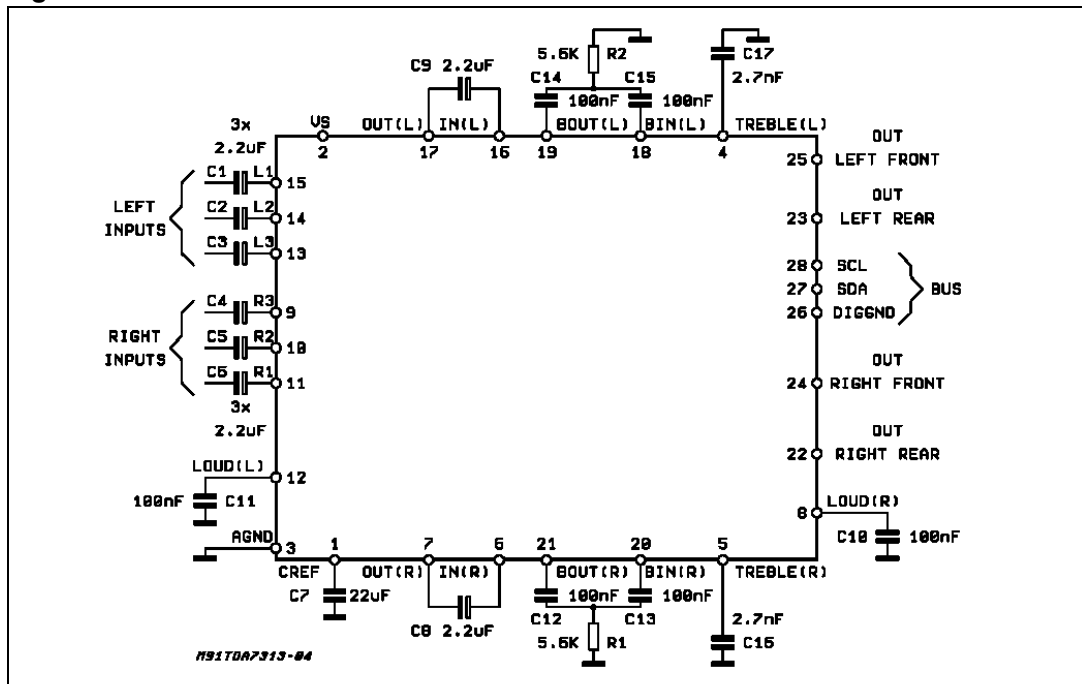 5.6K R2
C17
C9 2.2uF
C14 C15
2.7nF
100nF 100nF
3x
2.2uF
VS OUT(L) IN(L) BOUT(L) BIN(L) TREBLE(L)
2 17 16 19 18 4
OUT
25 LEFT FRONT
C1 L1 15
LEFT INPUTS
C2 L2 14
C3 L3 13
OUT
23 LEFT REAR
28 SCL
27 SDA
26 DIGGND
BUS
C4 R3 9
RIGHT INPUTS
C5 R2 10
C6 R1 11
3x
2.2uF
OUT
24 RIGHT FRONT
OUT
22 RIGHT REAR
LOUD(L)
12
100nF C11
8 LOUD(R)
C10 100nF
AGND
3
1 7 6 21 20 5
CREF OUT(R) IN(R) BOUT(R) BIN(R) TREBLE(R)
C7 22uF
100nF 100nF
C8 2.2uF
C12 C13
2.7nF
5.6K R1
C16
M91TDA7313-04